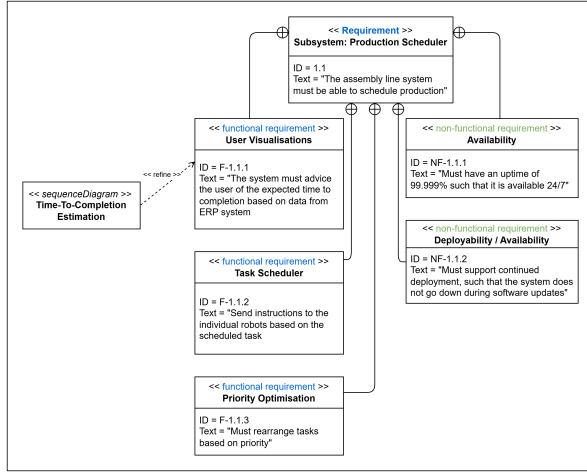 << Requirement >>
Subsystem: Production Scheduler
ID = 1.1
Text = "The assembly line system
must be able to schedule production"
<< functional requirement >>
User Visualisations
ID = F-1.1.1
Text = "The system must advice
the user of the expected time to
completion based on data from
ERP system
<< non-functional requirement >>
Availability
ID = NF-1.1.1
Text = "Must have an uptime of
99.999% such that it is available 24/7"
<< refine >>
<< sequenceDiagram >>
Time-To-Completion
Estimation
<< non-functional requirement >>
Deployability / Availability
ID = NF-1.1.2
Text = "Must support continued
deployment, such that the system does
not go down during software updates"
<< functional requirement >>
Task Scheduler
ID = F-1.1.2
Text = "Send instructions to the
individual robots based on the
scheduled task
<< functional requirement >>
Priority Optimisation
ID = F-1.1.3
Text = "Must rearrange tasks
based on priority"